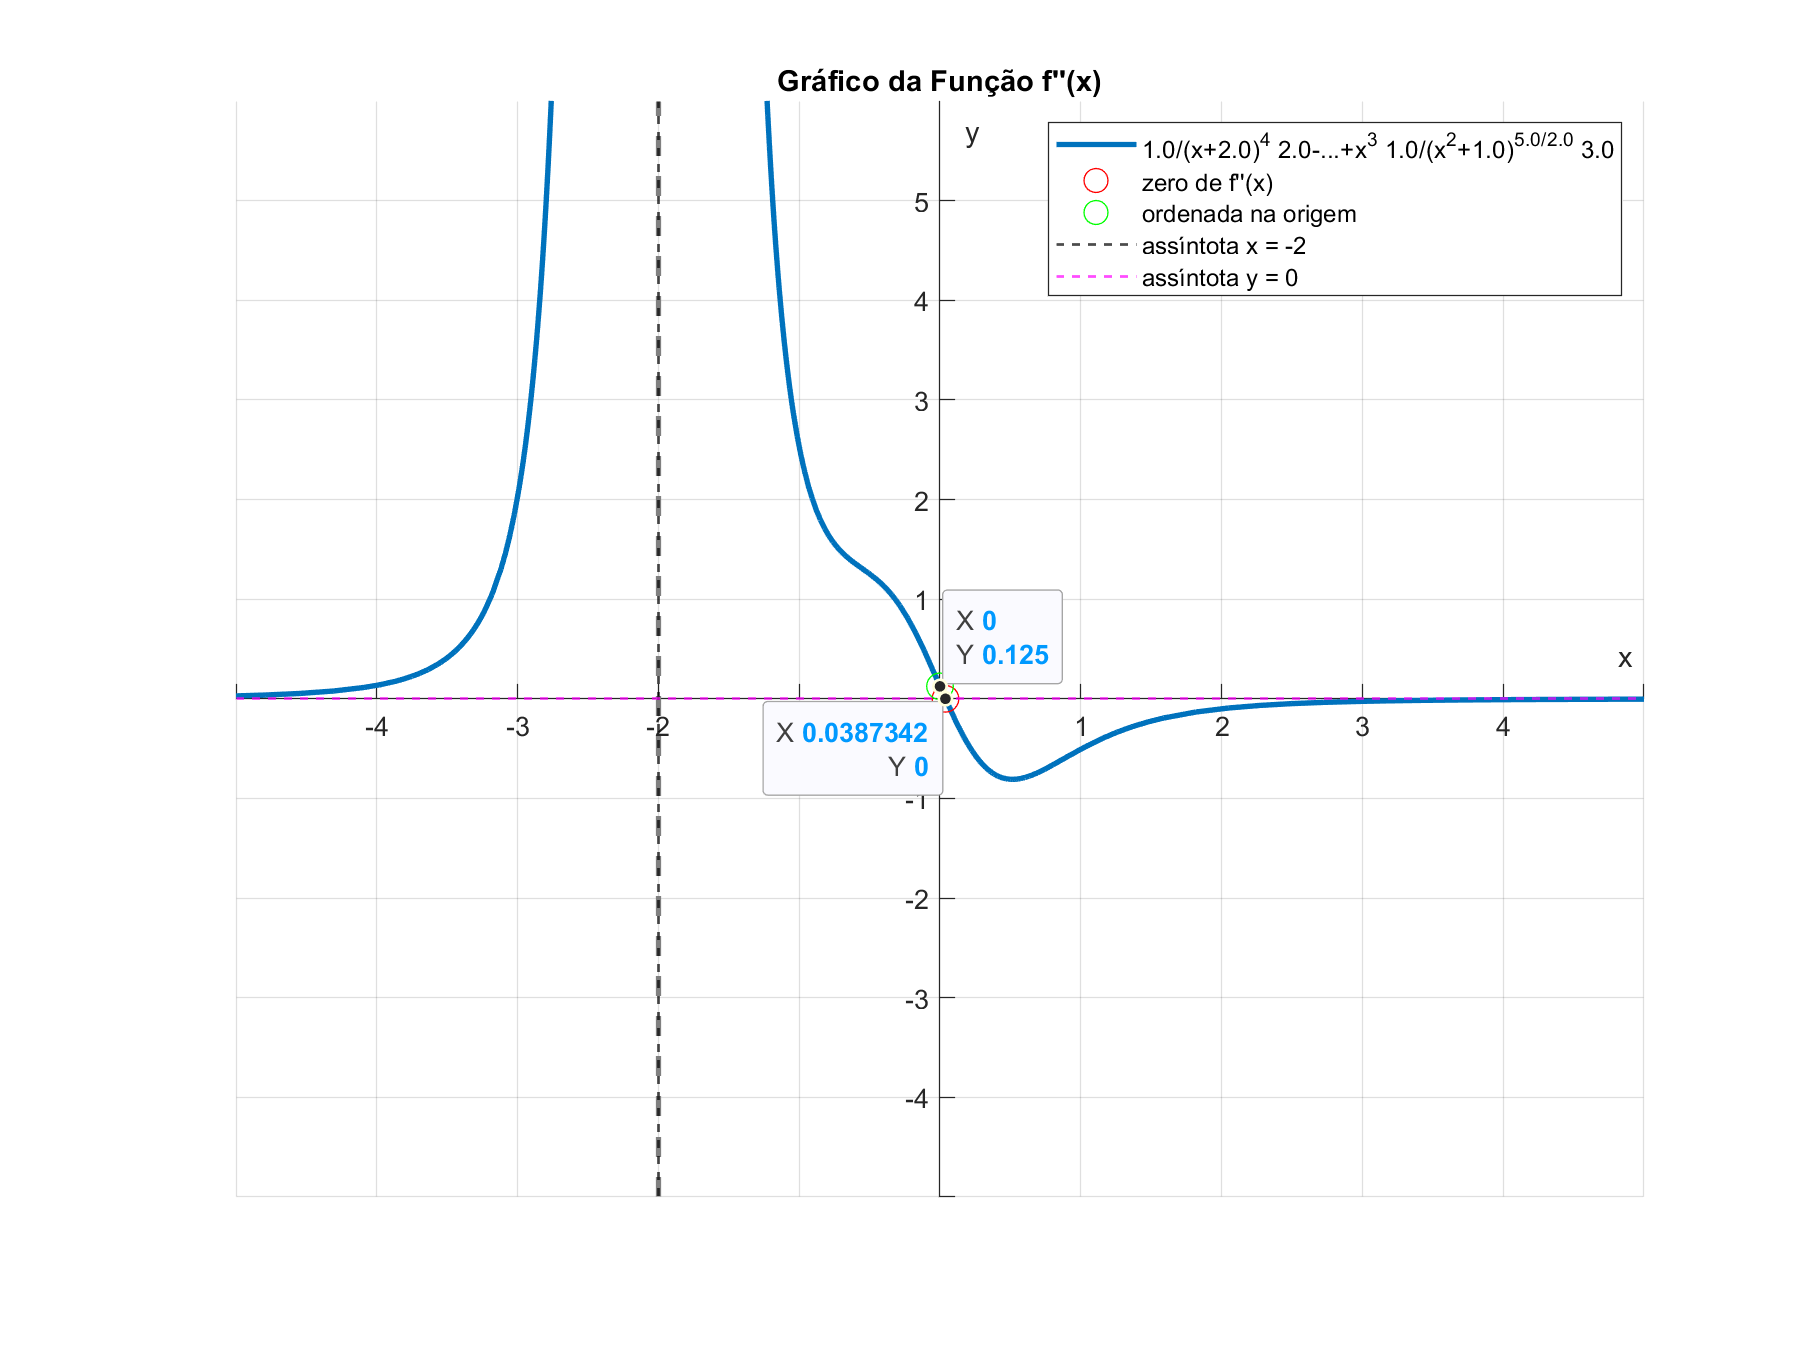 Gráfico da Função f''(x)
y
1.0/(x+2.0)^4 2.0-...+x^3 1.0/(x^2+1.0)^5.0/2.0 3.0
zero de f''(x)
ordenada na origem
assíntota x = -2
assíntota y = 0
5
4
3
2
1
X 0
Y 0.125
x
-4
-3
-2
1
2
3
4
X 0.0387342
Y 0
-1
-2
-3
-4